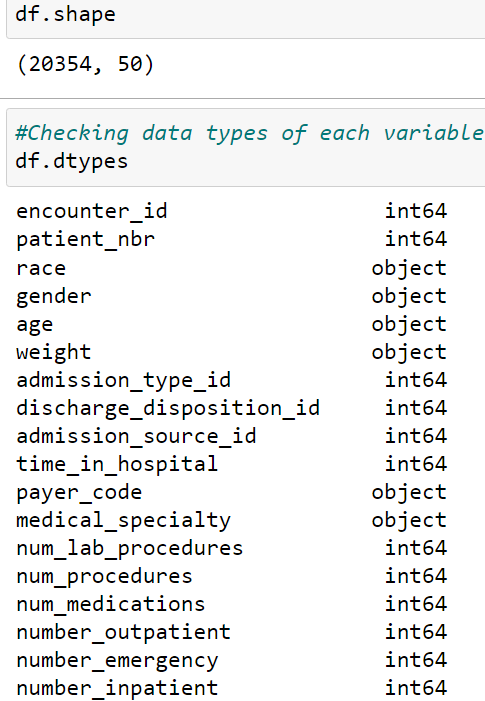 df.shape
(20354, 50)
#Checking data types of each variable
df.dtypes
encounter_id int64
patient_nbr int64
race object
gender object
age object
weight object
admission_type_id int64
discharge_disposition_id int64
admission_source_id int64
time_in_hospital int64
payer_code object
medical_specialty object
num_lab_procedures int64
num_procedures int64
num_medications int64
number_outpatient int64
number_emergency int64
number_inpatient int64